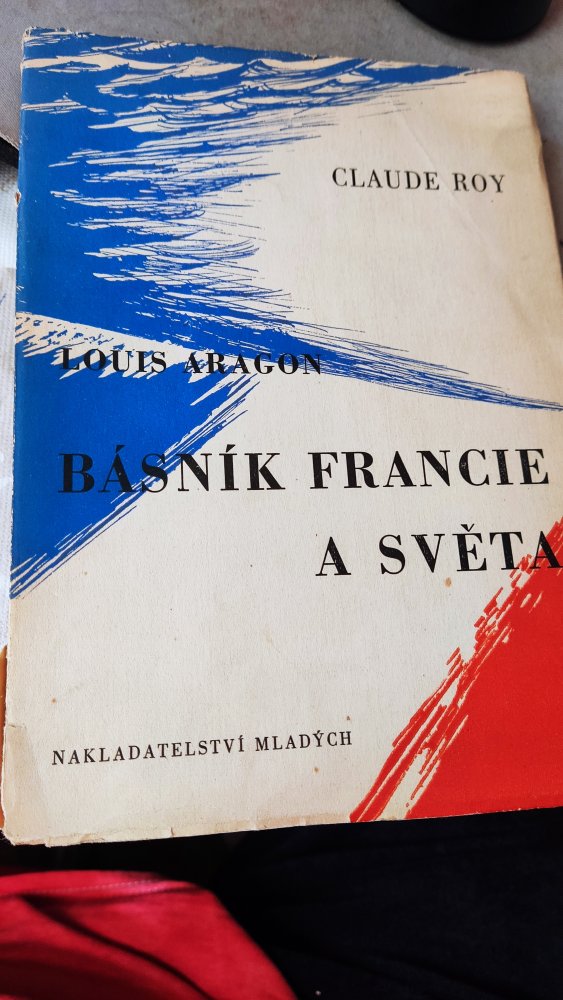 CLAUDE ROY
LOUIS ARAGON
BÁSNÍK FRANCIE
A SVĚTA
NAKLADATELSTVÍ MLADÝCH